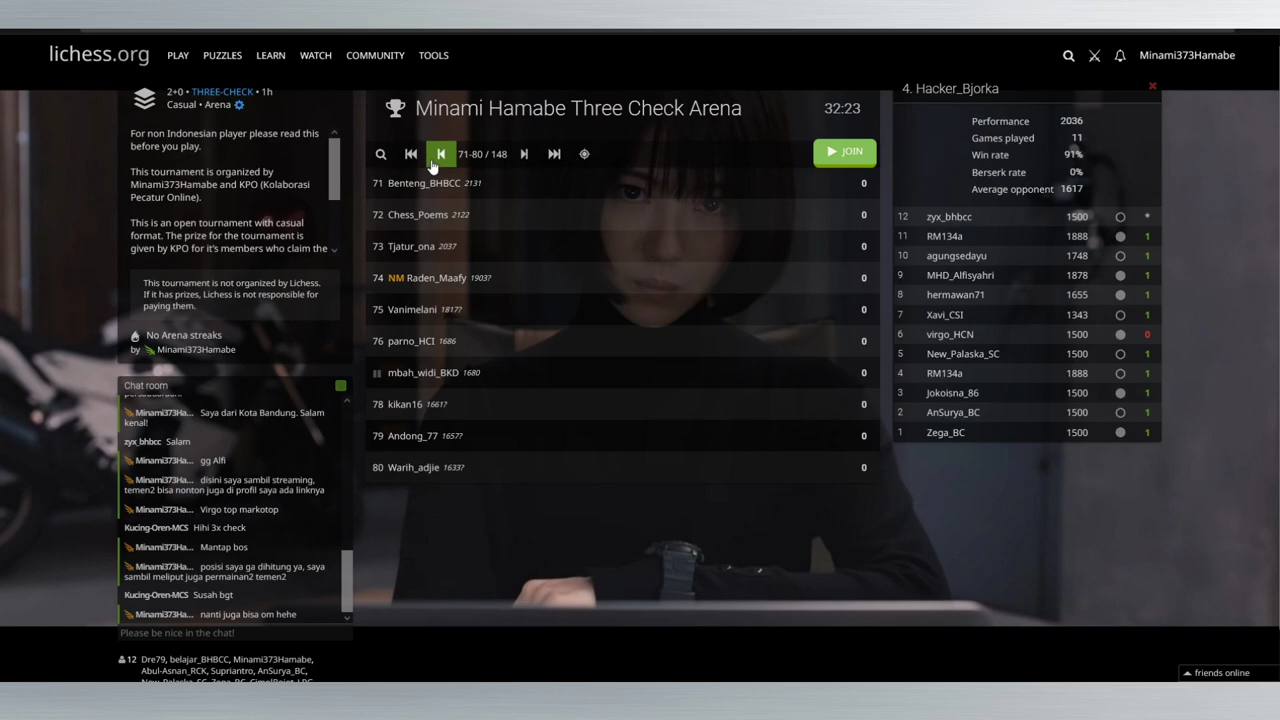 lichess.org PLAY PUZZLES LEARN WATCH COMMUNITY TOOLS Minami373Hamabe
2+0 • THREE-CHECK • 1h
Casual • Arena
For non Indonesian player please read this
before you play.
This tournament is organized by
Minami373Hamabe and KPO (Kolaborasi
Pecatur Online).
This is an open tournament with casual
format. The prize for the tournament is
given by KPO for it's members who claim the
This tournament is not organized by Lichess.
If it has prizes, Lichess is not responsible for
paying them.
No Arena streaks
by Minami373Hamabe
Chat room
Minami373Ha... Saya dari Kota Bandung. Salam
kenal!
zyx_bhbcc Salam
Minami373Ha... gg Alfi
Minami373Ha... disini saya sambil streaming,
temen2 bisa nonton juga di profil saya ada linknya
Minami373Ha... Virgo top markotop
Kucing-Oren-MCS Hihi 3x check
Minami373Ha... Mantap bos
Minami373Ha... posisi saya ga dihitung ya, saya
sambil meliput juga permainan2 temen2
Kucing-Oren-MCS Susah bgt
Minami373Ha... nanti juga bisa om hehe
Please be nice in the chat!
12 Dre79, belajar_BHBCC, Minami373Hamabe,
Abul-Asnan_RCK, Supriantro, AnSurya_BC,
Minami Hamabe Three Check Arena 32:23
71-80 / 148 JOIN
71 Benteng_BHBCC 2131 0
72 Chess_Poems 2122 0
73 Tjatur_ona 2037 0
74 NM Raden_Maafy 1903? 0
75 Vanimelani 1817? 0
76 parno_HCI 1686 0
mbah_widi_BKD 1680 0
78 kikan16 1661? 0
79 Andong_77 1657? 0
80 Warih_adjie 1633? 0
4. Hacker_Bjorka
Performance 2036
Games played 11
Win rate 91%
Berserk rate 0%
Average opponent 1617
12 zyx_bhbcc 1500 *
11 RM134a 1888 1
10 agungsedayu 1748 1
9 MHD_Alfisyahri 1878 1
8 hermawan71 1655 1
7 Xavi_CSI 1343 1
6 virgo_HCN 1500 0
5 New_Palaska_SC 1500 1
4 RM134a 1888 1
3 Jokoisna_86 1500 1
2 AnSurya_BC 1500 1
1 Zega_BC 1500 1
friends online